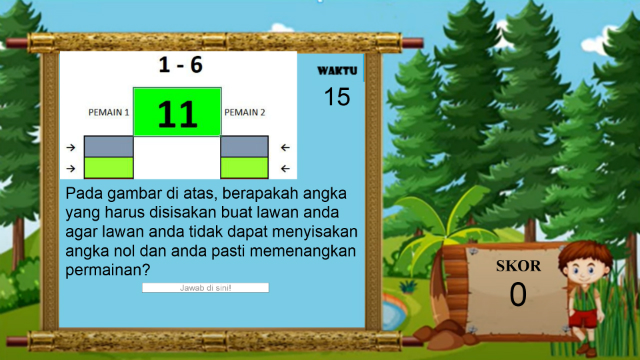 1 - 6
WAKTU
15
PEMAIN 1
11
PEMAIN 2
→
←
→
←
Pada gambar di atas, berapakah angka
yang harus disisakan buat lawan anda
agar lawan anda tidak dapat menyisakan
angka nol dan anda pasti memenangkan
permainan?
Jawab di sini!
SKOR
0